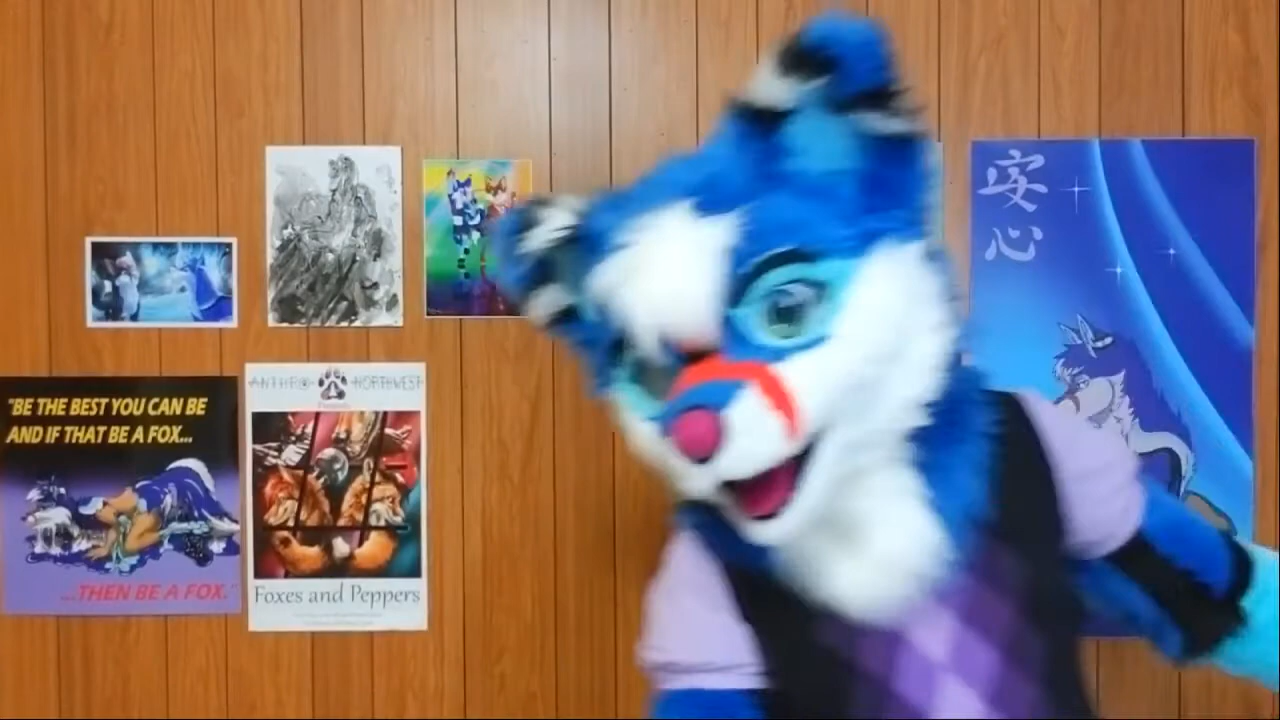 安
心
ANTHRO NORTHWEST
"BE THE BEST YOU CAN BE
AND IF THAT BE A FOX...
...THEN BE A FOX."
Foxes and Peppers